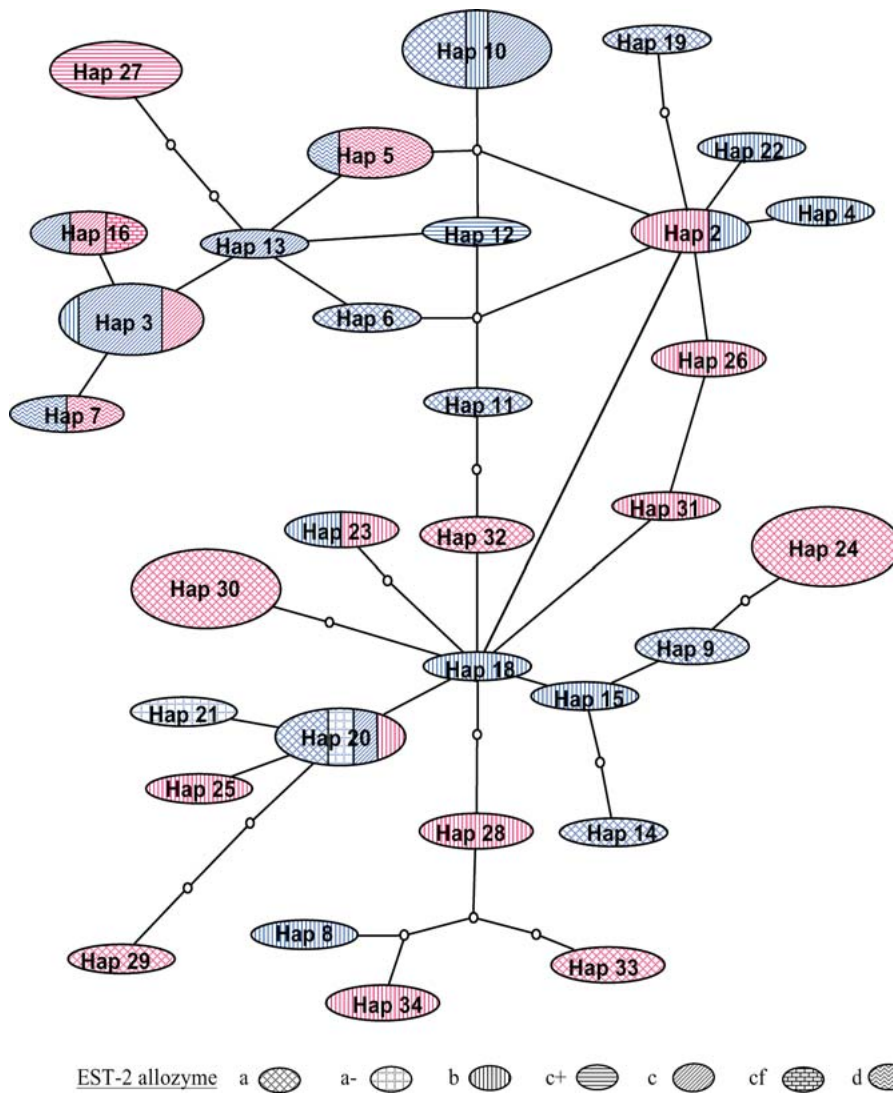 Hap 10
Hap 19
Hap 27
Hap 22
Hap 5
Hap 4
Hap 16
Hap 13
Hap 12
Hap 2
Hap 3
Hap 6
Hap 26
Hap 7
Hap 11
Hap 31
Hap 23
Hap 32
Hap 24
Hap 30
Hap 9
Hap 18
Hap 15
Hap 21
Hap 20
Hap 25
Hap 28
Hap 14
Hap 8
Hap 29
Hap 33
Hap 34
EST-2 allozyme a a- b c+ c cf d